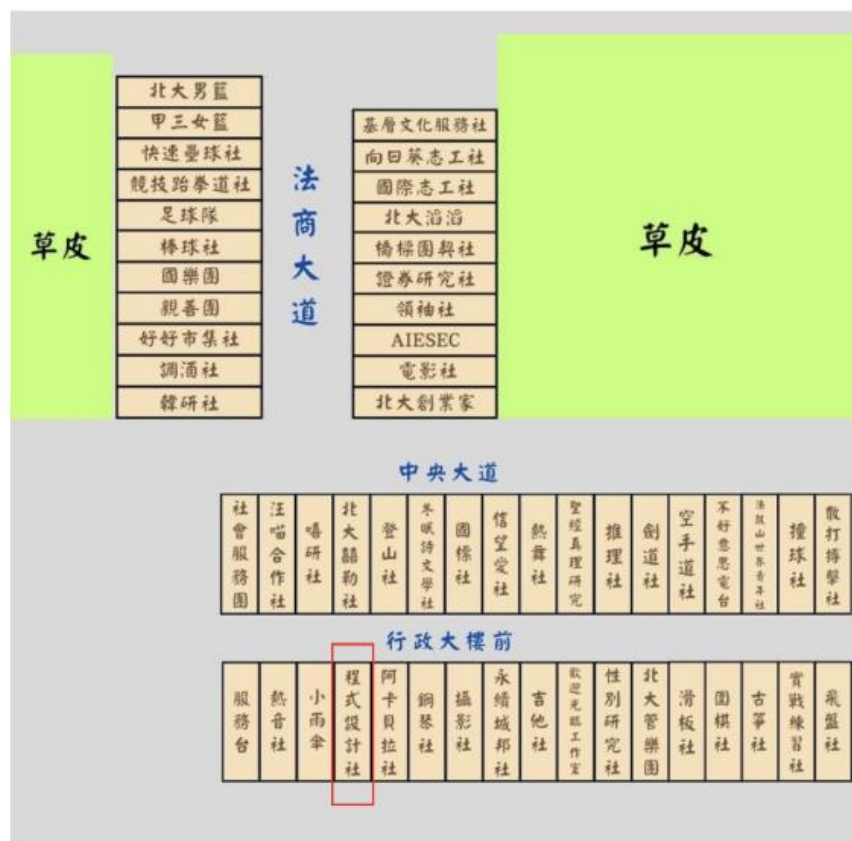 北大男籃
甲三女籃
快速壘球社
競技跆拳道社
足球隊
棒球社
國樂團
親善團
好好市集社
調酒社
韓研社
草皮
法商大道
基層文化服務社
向日葵志工社
國際志工社
北大滔滔
橋樑團契社
證券研究社
領袖社
AIESEC
電影社
北大創業家
草皮
中央大道
社會服務團
汪喵合作社
嘻研社
北大囍勒社
登山社
冬眠詩文學社
國標社
信望愛社
熱舞社
聖經真理研究
推理社
劍道社
空手道社
不好意思電台
法鼓山世界青年社
撞球社
散打搏擊社
行政大樓前
服務台
熱音社
小雨傘
程式設計社
阿卡貝拉社
鋼琴社
攝影社
永續城邦社
吉他社
歡迎光臨工作室
性別研究社
北大管樂團
滑板社
圍棋社
古箏社
實戰練習社
飛盤社